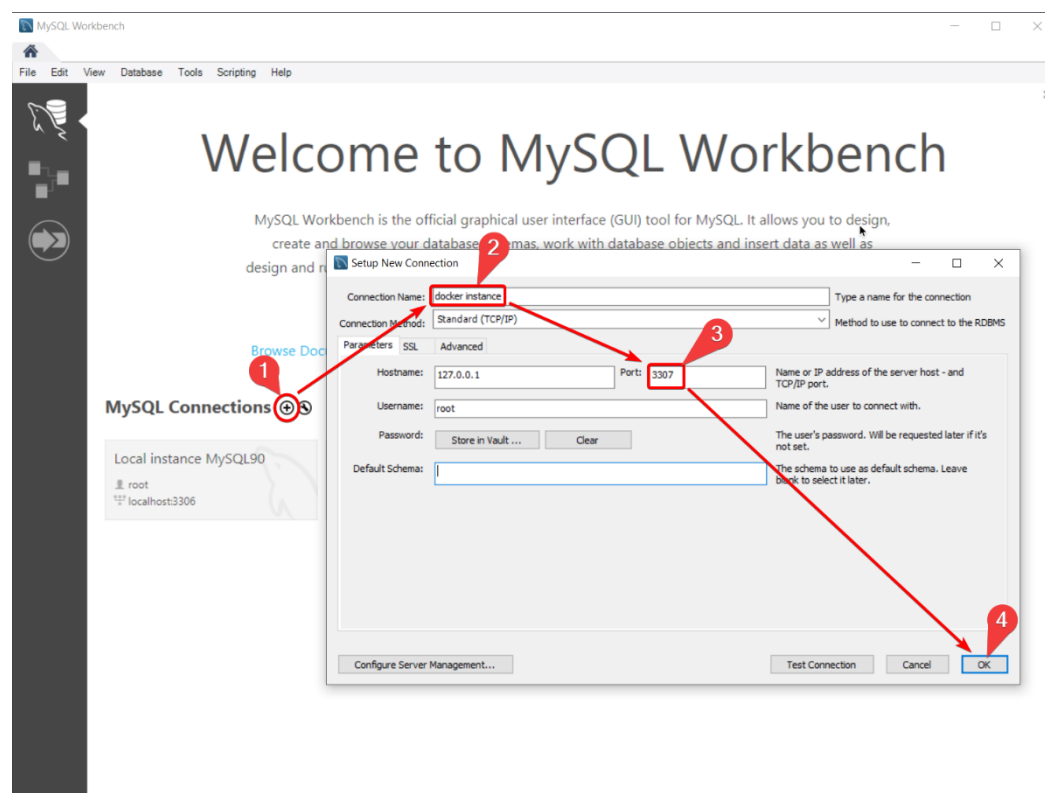 MySQL Workbench
File Edit View Database Tools Scripting Help
Welcome to MySQL Workbench
MySQL Workbench is the official graphical user interface (GUI) tool for MySQL. It allows you to design,
create and browse your database schemas, work with database objects and insert data as well as
design and
Browse Doc
1
MySQL Connections
Local instance MySQL90
root
localhost:3306
2
Setup New Connection
Connection Name: docker instance Type a name for the connection
Connection Method: Standard (TCP/IP) Method to use to connect to the RDBMS
3
Parameters SSL Advanced
Hostname: 127.0.0.1 Port: 3307 Name or IP address of the server host - and
TCP/IP port.
Username: root Name of the user to connect with.
Password: Store in Vault ... Clear The user's password. Will be requested later if it's
not set.
Default Schema: The schema to use as default schema. Leave
blank to select it later.
4
Configure Server Management... Test Connection Cancel OK